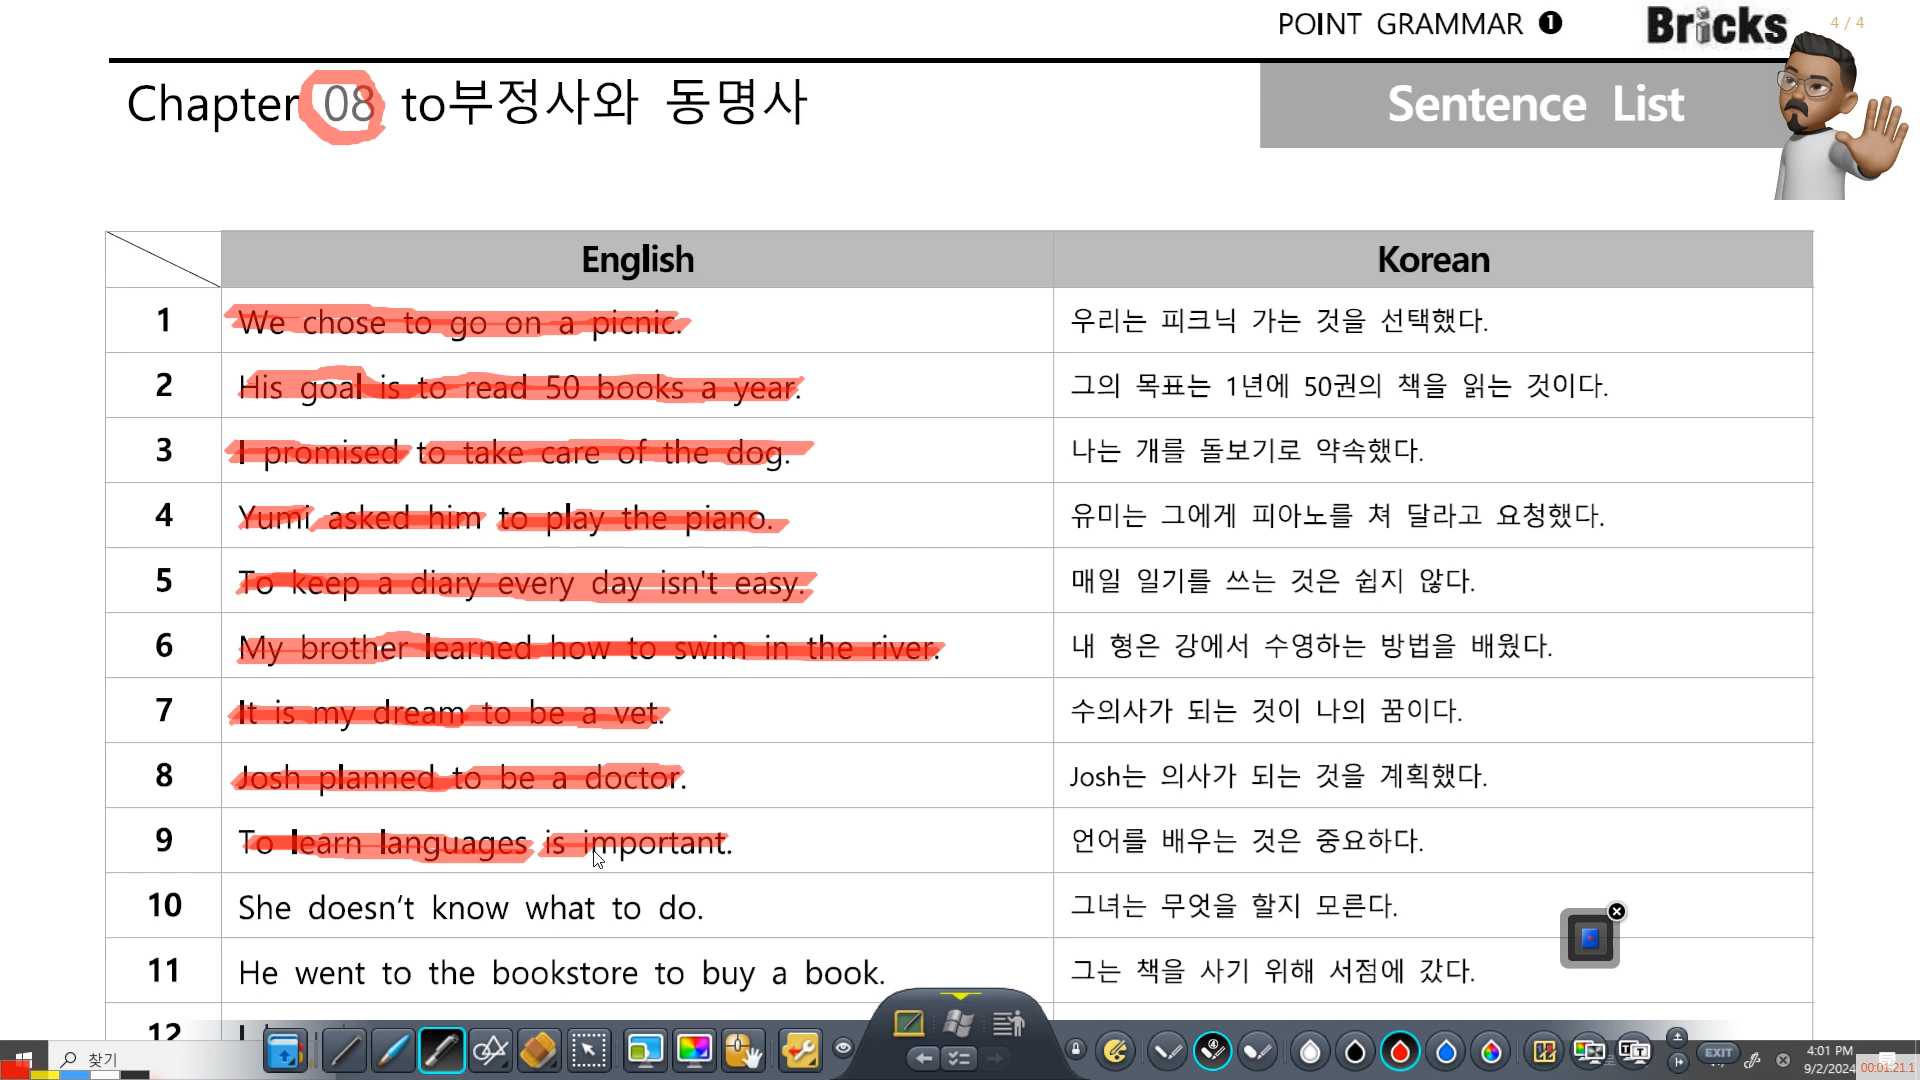 POINT GRAMMAR ❶ Bricks 4 / 4
Chapter 08 to부정사와 동명사
Sentence List
English Korean
1 We chose to go on a picnic. 우리는 피크닉 가는 것을 선택했다.
2 His goal is to read 50 books a year. 그의 목표는 1년에 50권의 책을 읽는 것이다.
3 I promised to take care of the dog. 나는 개를 돌보기로 약속했다.
4 Yumi asked him to play the piano. 유미는 그에게 피아노를 쳐 달라고 요청했다.
5 To keep a diary every day isn't easy. 매일 일기를 쓰는 것은 쉽지 않다.
6 My brother learned how to swim in the river. 내 형은 강에서 수영하는 방법을 배웠다.
7 It is my dream to be a vet. 수의사가 되는 것이 나의 꿈이다.
8 Josh planned to be a doctor. Josh는 의사가 되는 것을 계획했다.
9 To learn languages is important. 언어를 배우는 것은 중요하다.
10 She doesn‘t know what to do. 그녀는 무엇을 할지 모른다.
11 He went to the bookstore to buy a book. 그는 책을 사기 위해 서점에 갔다.
12
찾기
EXIT
4:01 PM
9/2/2024
00:01:21.1